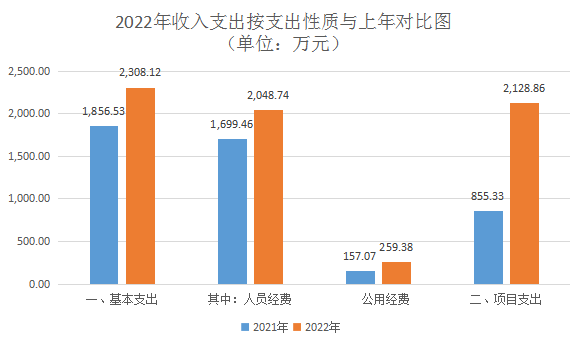 2022年收入支出按支出性质与上年对比图
（单位：万元）
2,500.00
2,000.00
1,500.00
1,000.00
500.00
0.00
1,856.53
2,308.12
1,699.46
2,048.74
157.07
259.38
855.33
2,128.86
一、基本支出
其中：人员经费
公用经费
二、项目支出
2021年
2022年